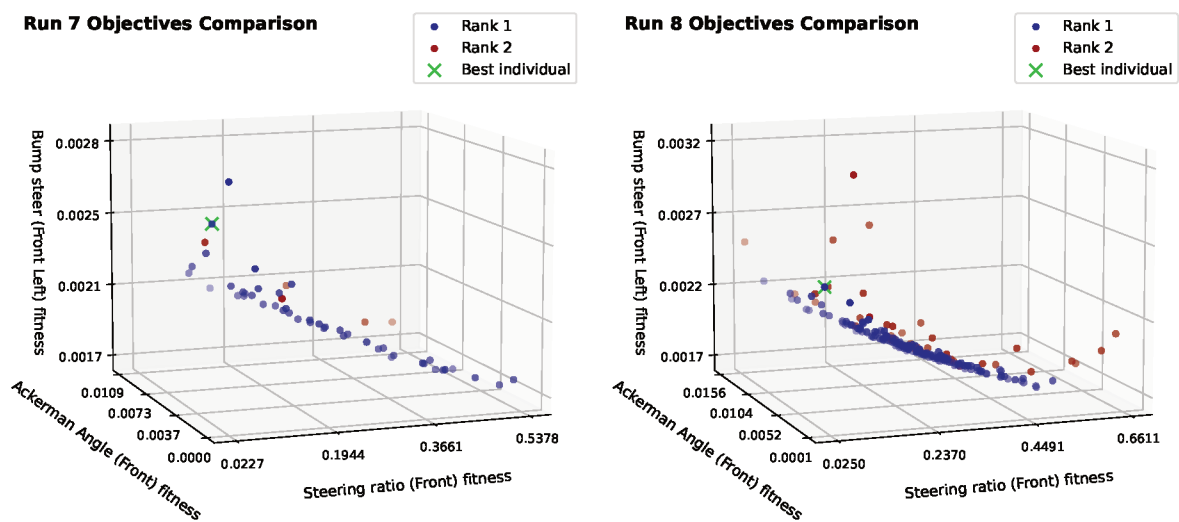 Run 7 Objectives Comparison
Rank 1
Rank 2
Best individual
Bump steer (Front Left) fitness
0.0028
0.0025
0.0021
0.0017
0.0109
0.0073
0.0037
0.0000
Ackerman Angle (Front) fitness
0.0227
0.1944
0.3661
0.5378
Steering ratio (Front) fitness
Run 8 Objectives Comparison
Rank 1
Rank 2
Best individual
Bump steer (Front Left) fitness
0.0032
0.0027
0.0022
0.0017
0.0156
0.0104
0.0052
0.0001
Ackerman Angle (Front) fitness
0.0250
0.2370
0.4491
0.6611
Steering ratio (Front) fitness